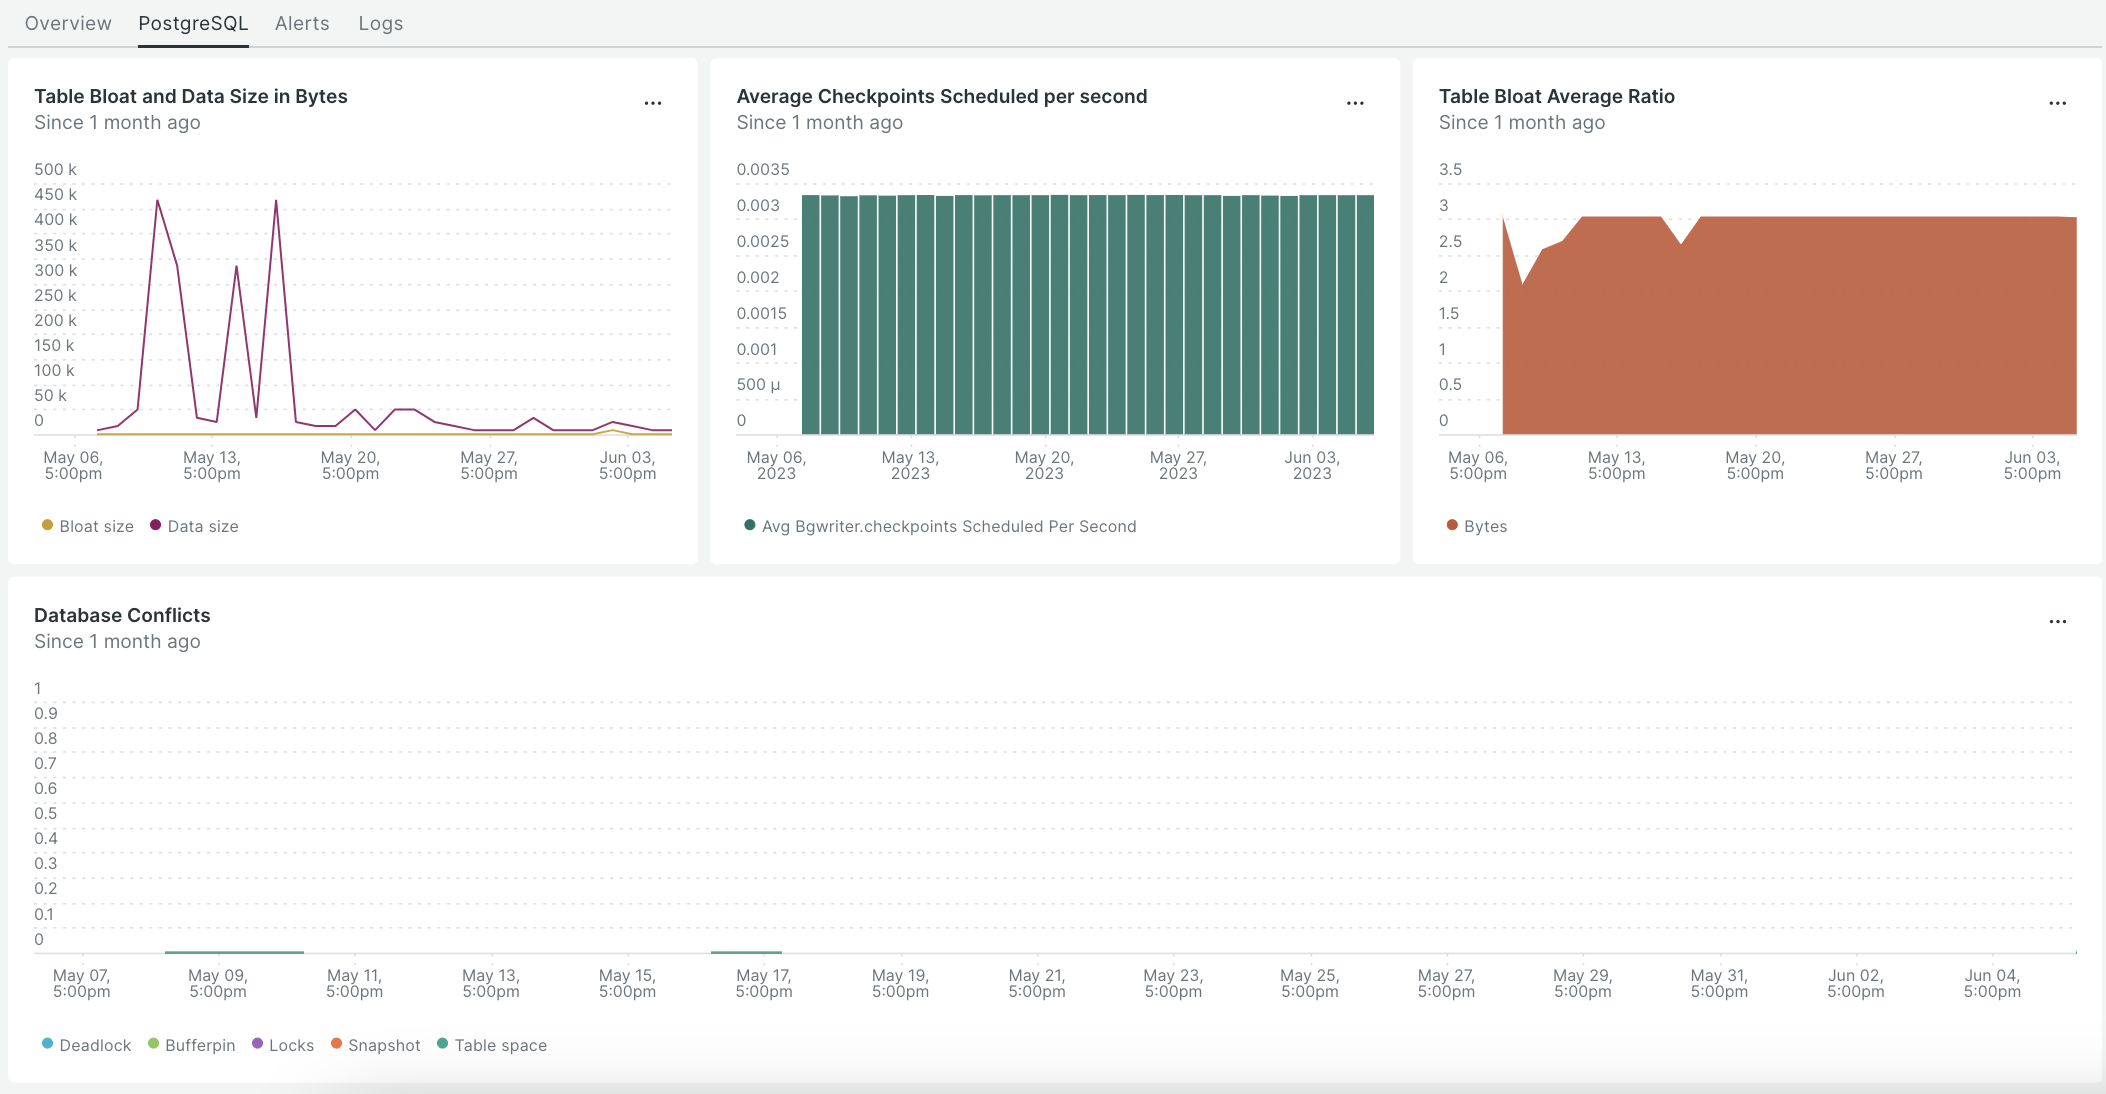 Overview PostgreSQL Alerts Logs
Table Bloat and Data Size in Bytes
Since 1 month ago
500 k
450 k
400 k
350 k
300 k
250 k
200 k
150 k
100 k
50 k
0
May 06, May 13, May 20, May 27, Jun 03,
5:00pm 5:00pm 5:00pm 5:00pm 5:00pm
Bloat size Data size
Average Checkpoints Scheduled per second
Since 1 month ago
0.0035
0.003
0.0025
0.002
0.0015
0.001
500 µ
0
May 06, May 13, May 20, May 27, Jun 03,
2023 2023 2023 2023 2023
Avg Bgwriter.checkpoints Scheduled Per Second
Table Bloat Average Ratio
Since 1 month ago
3.5
3
2.5
2
1.5
1
0.5
0
May 06, May 13, May 20, May 27, Jun 03,
5:00pm 5:00pm 5:00pm 5:00pm 5:00pm
Bytes
Database Conflicts
Since 1 month ago
1
0.9
0.8
0.7
0.6
0.5
0.4
0.3
0.2
0.1
0
May 07, May 09, May 11, May 13, May 15, May 17, May 19, May 21, May 23, May 25, May 27, May 29, May 31, Jun 02, Jun 04,
5:00pm 5:00pm 5:00pm 5:00pm 5:00pm 5:00pm 5:00pm 5:00pm 5:00pm 5:00pm 5:00pm 5:00pm 5:00pm 5:00pm 5:00pm
Deadlock Bufferpin Locks Snapshot Table space